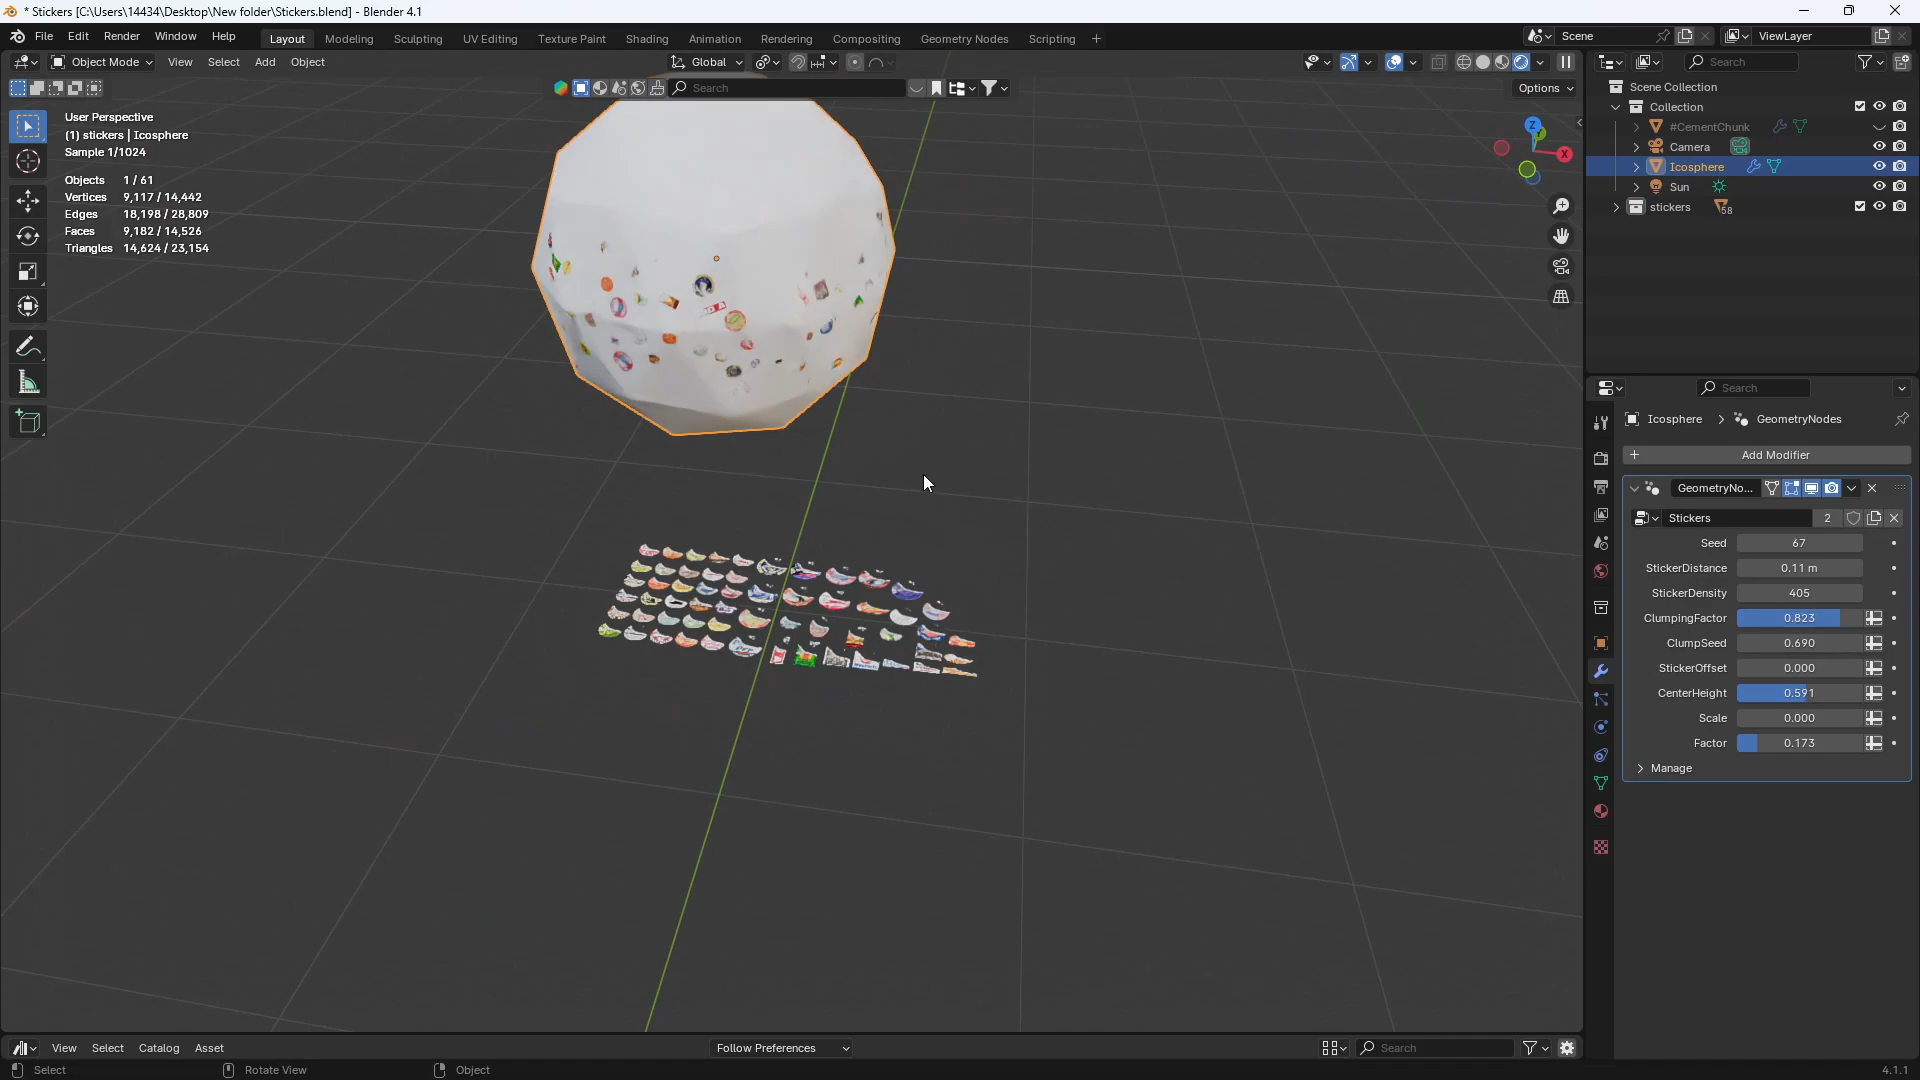 * Stickers [C:\Users\14434\Desktop\New folder\Stickers.blend] - Blender 4.1
File Edit Render Window Help Layout Modeling Sculpting UV Editing Texture Paint Shading Animation Rendering Compositing Geometry Nodes Scripting + Scene ViewLayer
Object Mode View Select Add Object Global Search
Search Options
User Perspective
(1) stickers | Icosphere
Sample 1/1024
Objects 1 / 61
Vertices 9,117 / 14,442
Edges 18,198 / 28,809
Faces 9,182 / 14,526
Triangles 14,624 / 23,154
Z
X
Scene Collection
Collection
#CementChunk
Camera
Icosphere
Sun
stickers 58
Search
Icosphere > GeometryNodes
+ Add Modifier
GeometryNo...
Stickers 2
Seed 67
StickerDistance 0.11 m
StickerDensity 405
ClumpingFactor 0.823
ClumpSeed 0.690
StickerOffset 0.000
CenterHeight 0.591
Scale 0.000
Factor 0.173
Manage
View Select Catalog Asset Follow Preferences Search
Select Rotate View Object 4.1.1